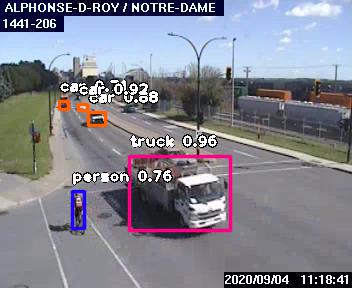 ALPHONSE-D-ROY / NOTRE-DAME
1441-206
car 0.92
car 0.88
truck 0.96
person 0.76
2020/09/04 11:18:41